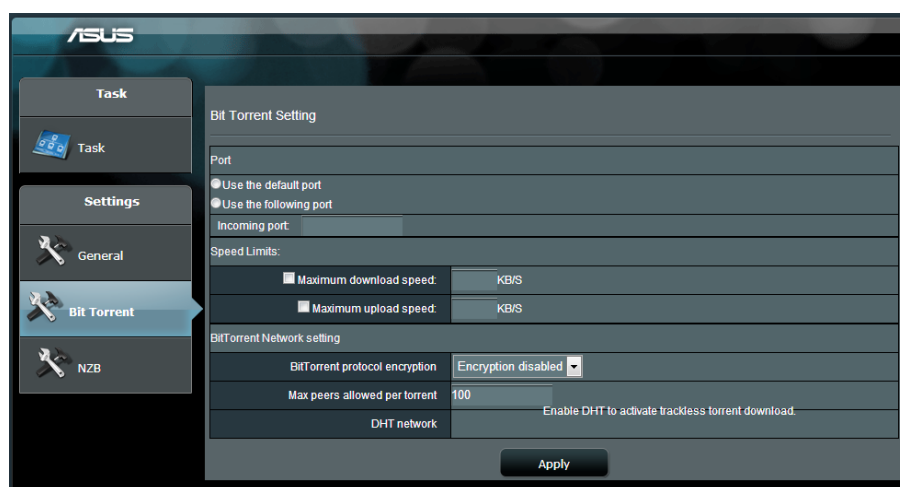 ASUS
Task
Task
Settings
General
Bit Torrent
NZB
Bit Torrent Setting
Port
Use the default port
Use the following port
Incoming port:
Speed Limits:
Maximum download speed: KB/S
Maximum upload speed: KB/S
BitTorrent Network setting
BitTorrent protocol encryption Encryption disabled
Max peers allowed per torrent 100
DHT network Enable DHT to activate trackless torrent download.
Apply